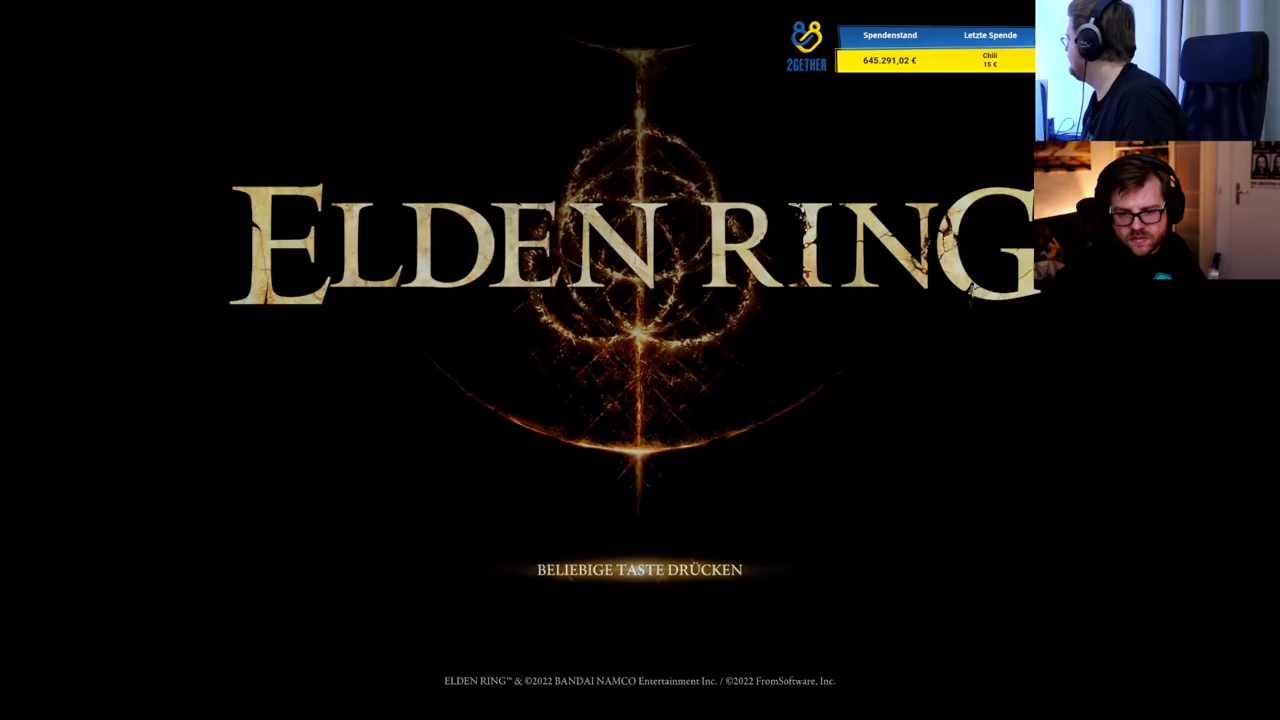 Spendenstand Letzte Spende
645.291,02 € Chili
15 €
2GETHER
ELDEN RING
BELIEBIGE TASTE DRÜCKEN
ELDEN RING™ & ©2022 BANDAI NAMCO Entertainment Inc. / ©2022 FromSoftware, Inc.